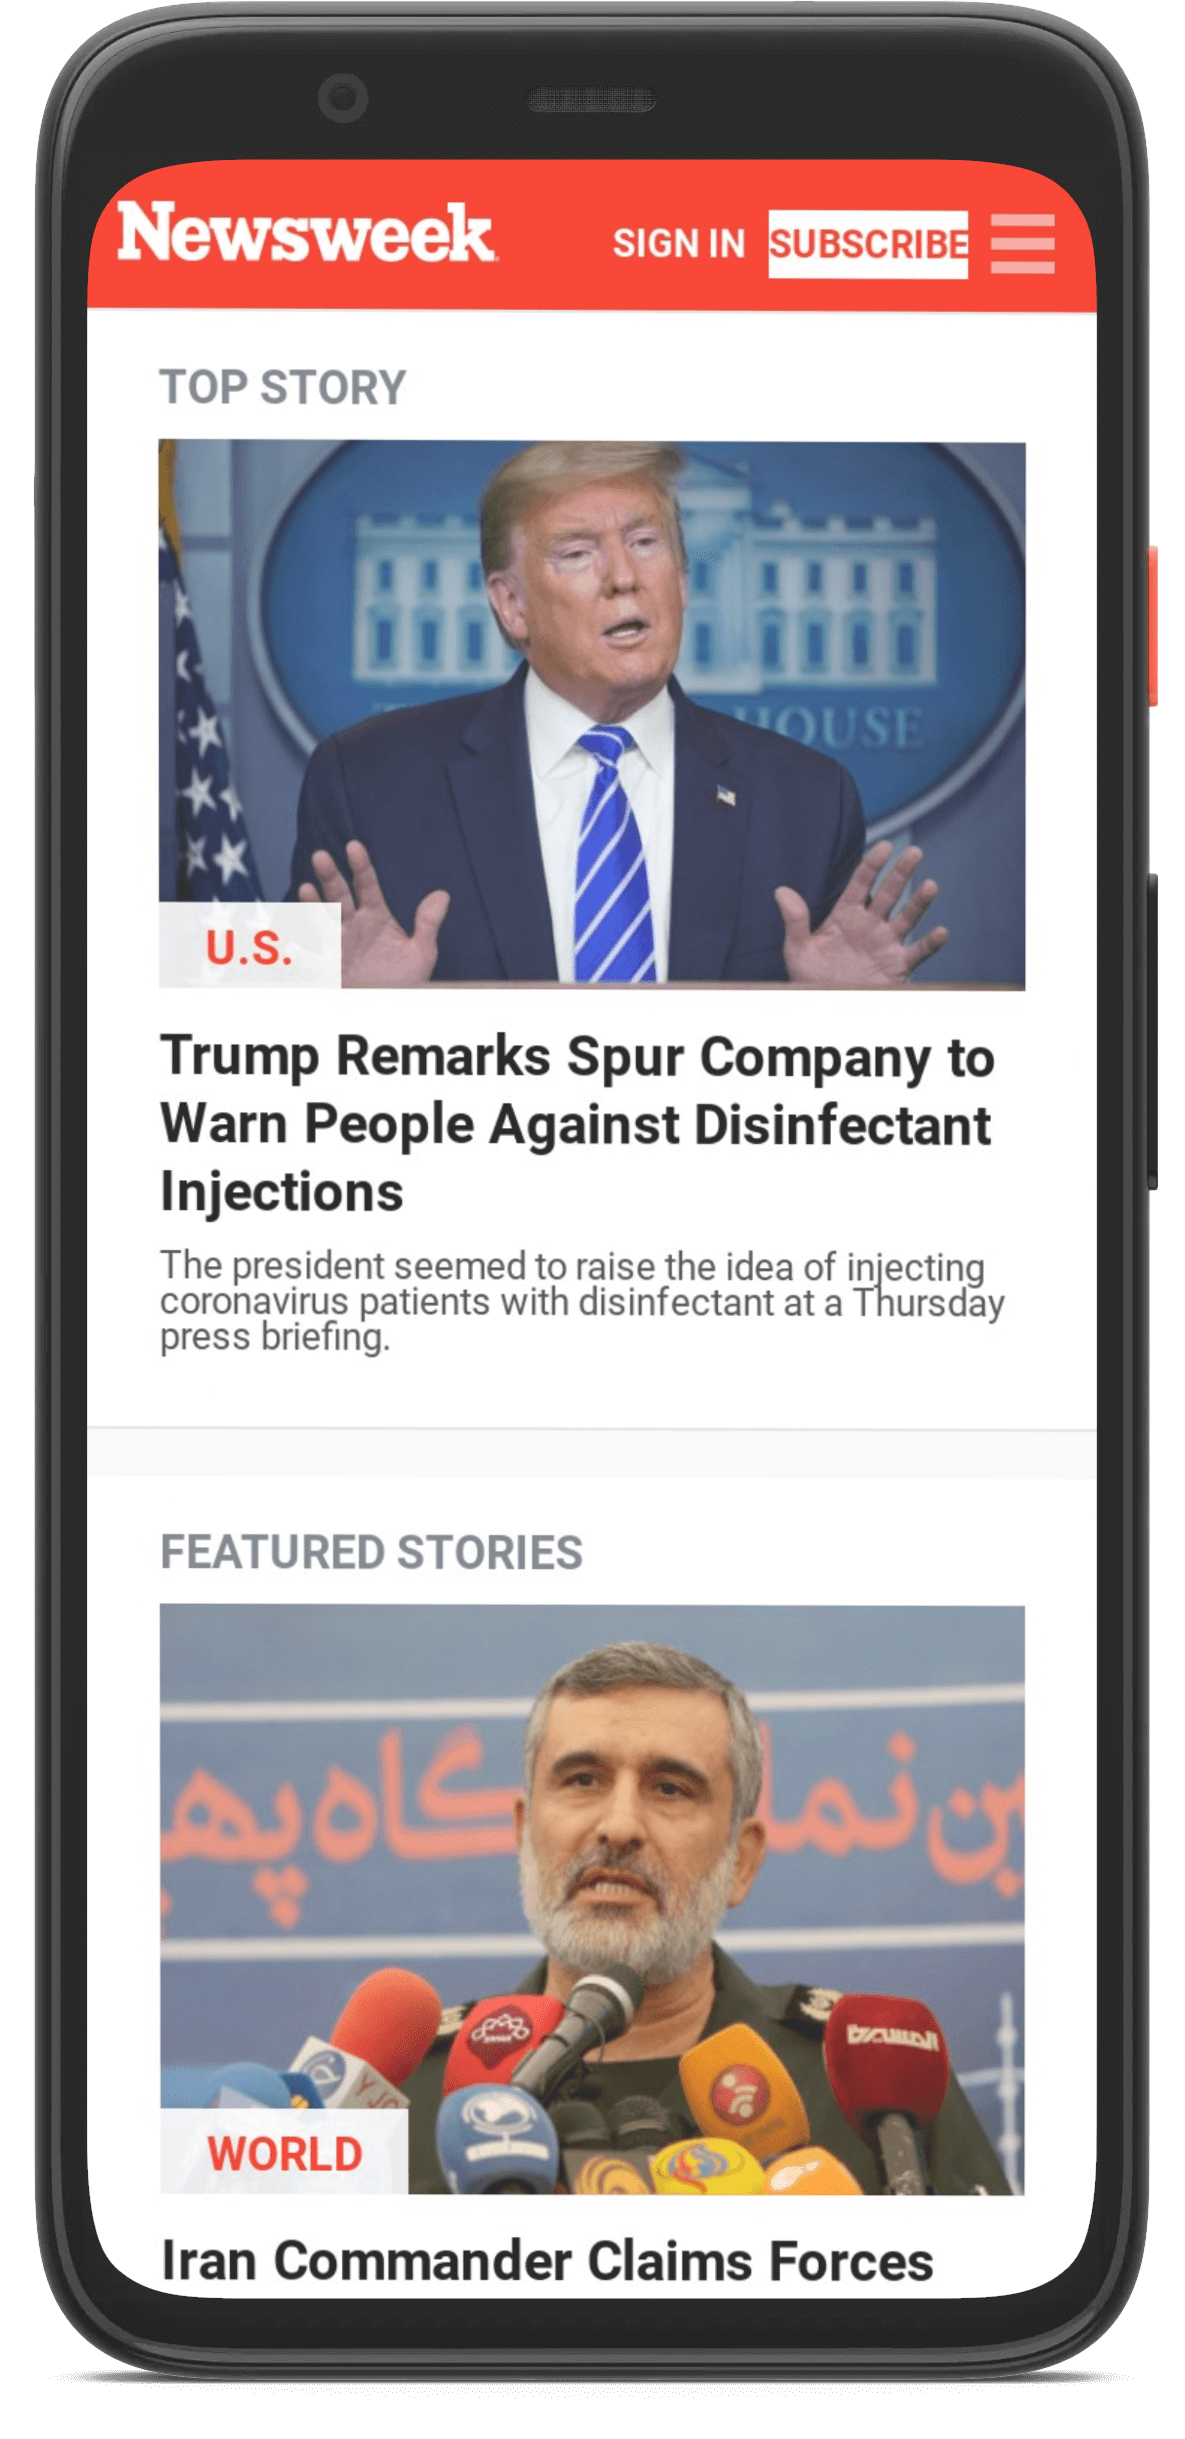 Newsweek
SIGN IN
SUBSCRIBE
TOP STORY
HOUSE
U.S.
Trump Remarks Spur Company to
Warn People Against Disinfectant
Injections
The president seemed to raise the idea of injecting
coronavirus patients with disinfectant at a Thursday
press briefing.
FEATURED STORIES
گاه
YJC
WORLD
Iran Commander Claims Forces